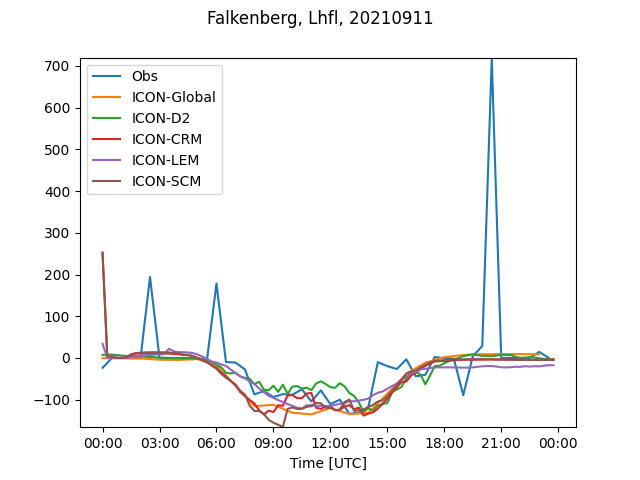 Falkenberg, Lhfl, 20210911
700
600
500
400
300
200
100
0
−100
Obs
ICON-Global
ICON-D2
ICON-CRM
ICON-LEM
ICON-SCM
00:00 03:00 06:00 09:00 12:00 15:00 18:00 21:00 00:00
Time [UTC]